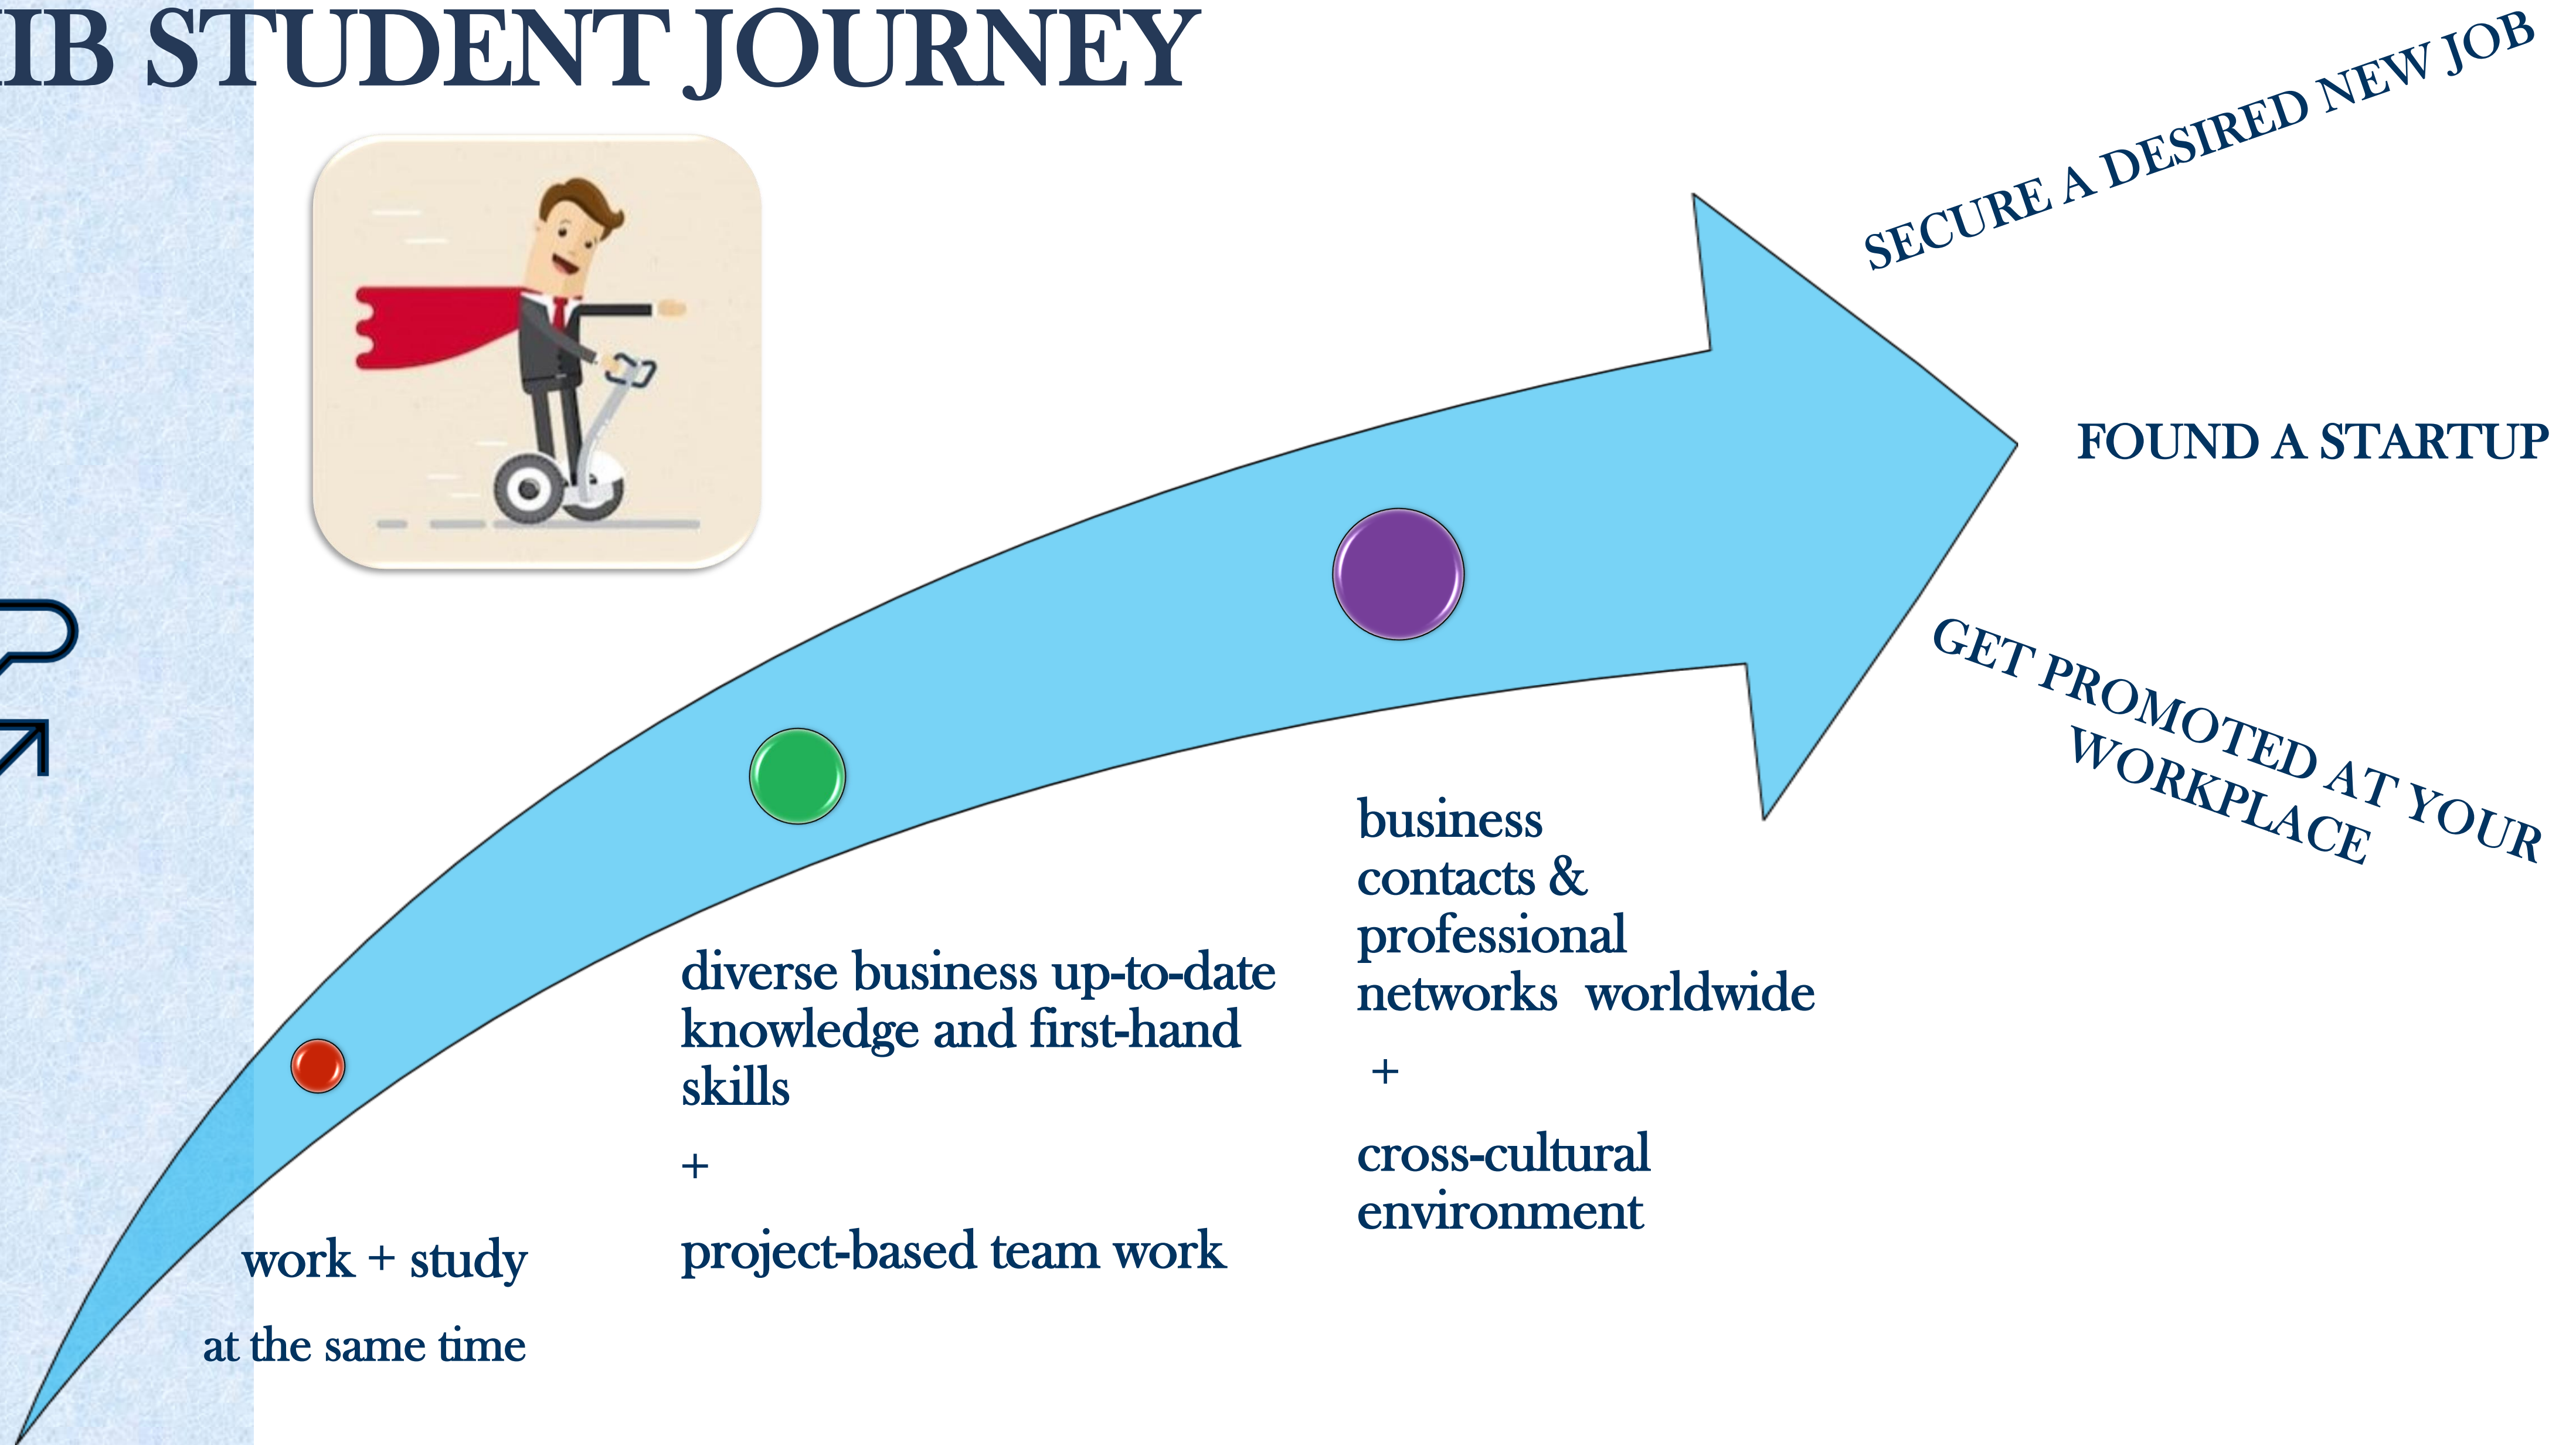 IB STUDENT JOURNEY
SECURE A DESIRED NEW JOB
FOUND A STARTUP
GET PROMOTED AT YOUR
WORKPLACE
business
contacts &
professional
networks worldwide
+
cross-cultural
environment
diverse business up-to-date
knowledge and first-hand
skills
+
project-based team work
work + study
at the same time